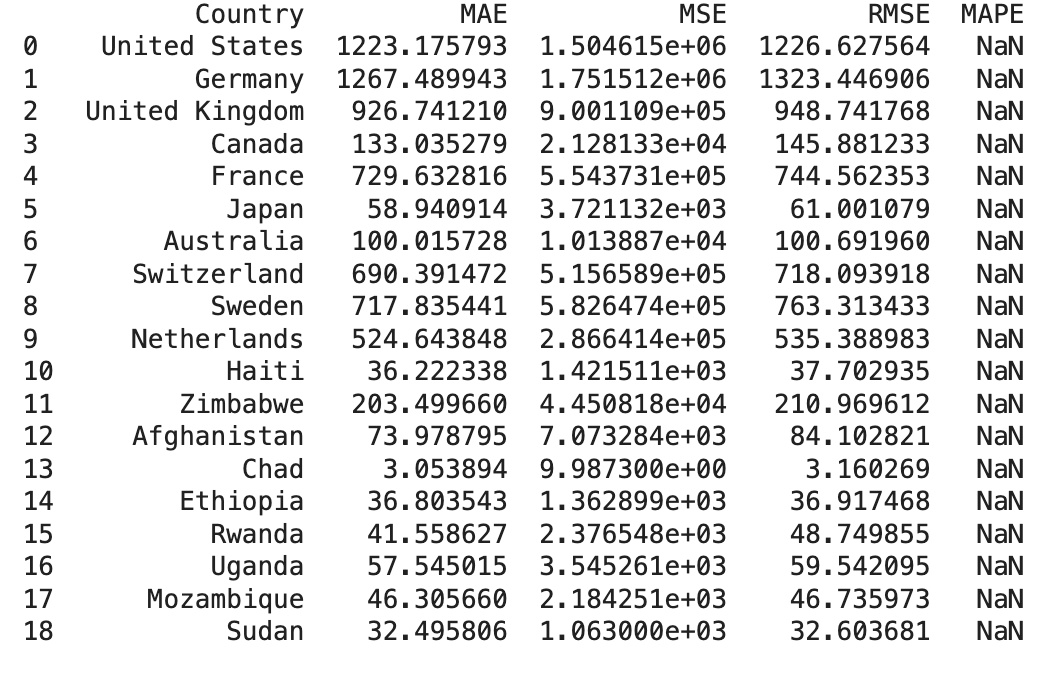 Country MAE MSE RMSE MAPE
0 United States 1223.175793 1.504615e+06 1226.627564 NaN
1 Germany 1267.489943 1.751512e+06 1323.446906 NaN
2 United Kingdom 926.741210 9.001109e+05 948.741768 NaN
3 Canada 133.035279 2.128133e+04 145.881233 NaN
4 France 729.632816 5.543731e+05 744.562353 NaN
5 Japan 58.940914 3.721132e+03 61.001079 NaN
6 Australia 100.015728 1.013887e+04 100.691960 NaN
7 Switzerland 690.391472 5.156589e+05 718.093918 NaN
8 Sweden 717.835441 5.826474e+05 763.313433 NaN
9 Netherlands 524.643848 2.866414e+05 535.388983 NaN
10 Haiti 36.222338 1.421511e+03 37.702935 NaN
11 Zimbabwe 203.499660 4.450818e+04 210.969612 NaN
12 Afghanistan 73.978795 7.073284e+03 84.102821 NaN
13 Chad 3.053894 9.987300e+00 3.160269 NaN
14 Ethiopia 36.803543 1.362899e+03 36.917468 NaN
15 Rwanda 41.558627 2.376548e+03 48.749855 NaN
16 Uganda 57.545015 3.545261e+03 59.542095 NaN
17 Mozambique 46.305660 2.184251e+03 46.735973 NaN
18 Sudan 32.495806 1.063000e+03 32.603681 NaN